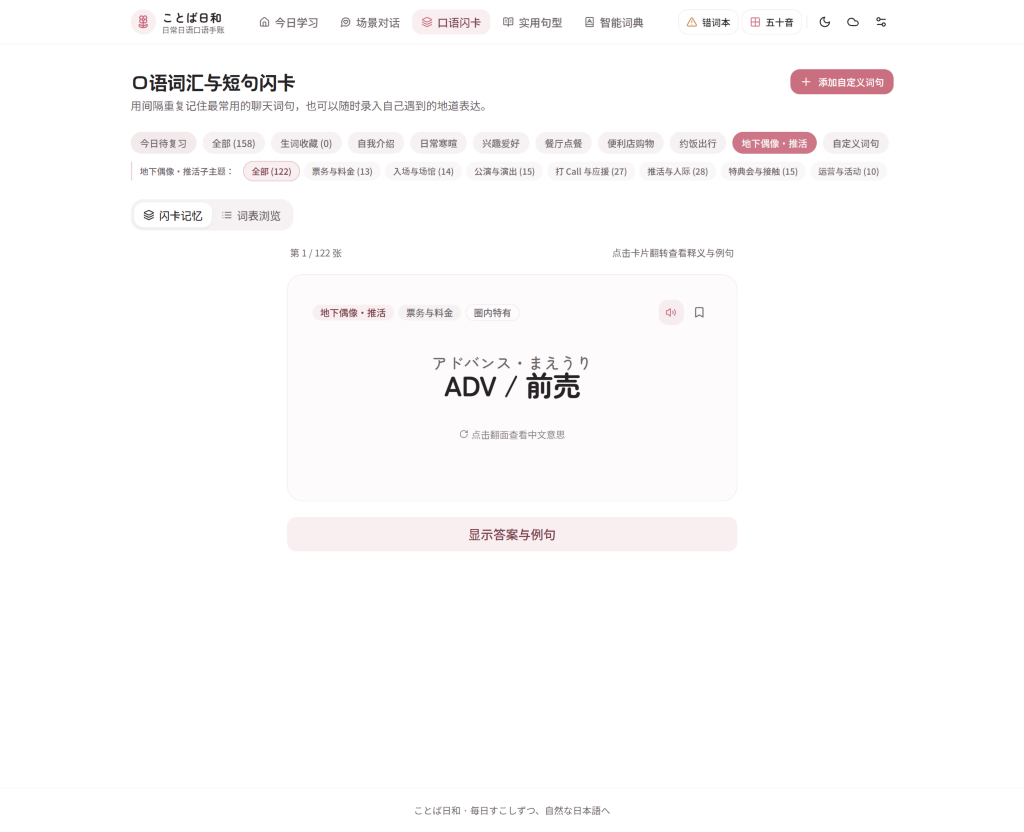 ことば日和
日常日语口语手账
今日学习
场景对话
口语闪卡
实用句型
智能词典
错词本
五十音
口语词汇与短句闪卡
用间隔重复记住最常用的聊天词句，也可以随时录入自己遇到的地道表达。
添加自定义词句
今日待复习
全部 (158)
生词收藏 (0)
自我介绍
日常寒暄
兴趣爱好
餐厅点餐
便利店购物
约饭出行
地下偶像・推活
自定义词句
地下偶像・推活子主题：
全部 (122)
票务与料金 (13)
入场与场馆 (14)
公演与演出 (15)
打 Call 与应援 (27)
推活与人际 (28)
特典会与接触 (15)
运营与活动 (10)
闪卡记忆
词表浏览
第 1 / 122 张
点击卡片翻转查看释义与例句
地下偶像・推活
票务与料金
圈内特有
アドバンス・まえうり
ADV / 前売
点击翻面查看中文意思
显示答案与例句
ことば日和 · 毎日すこしずつ、自然な日本語へ